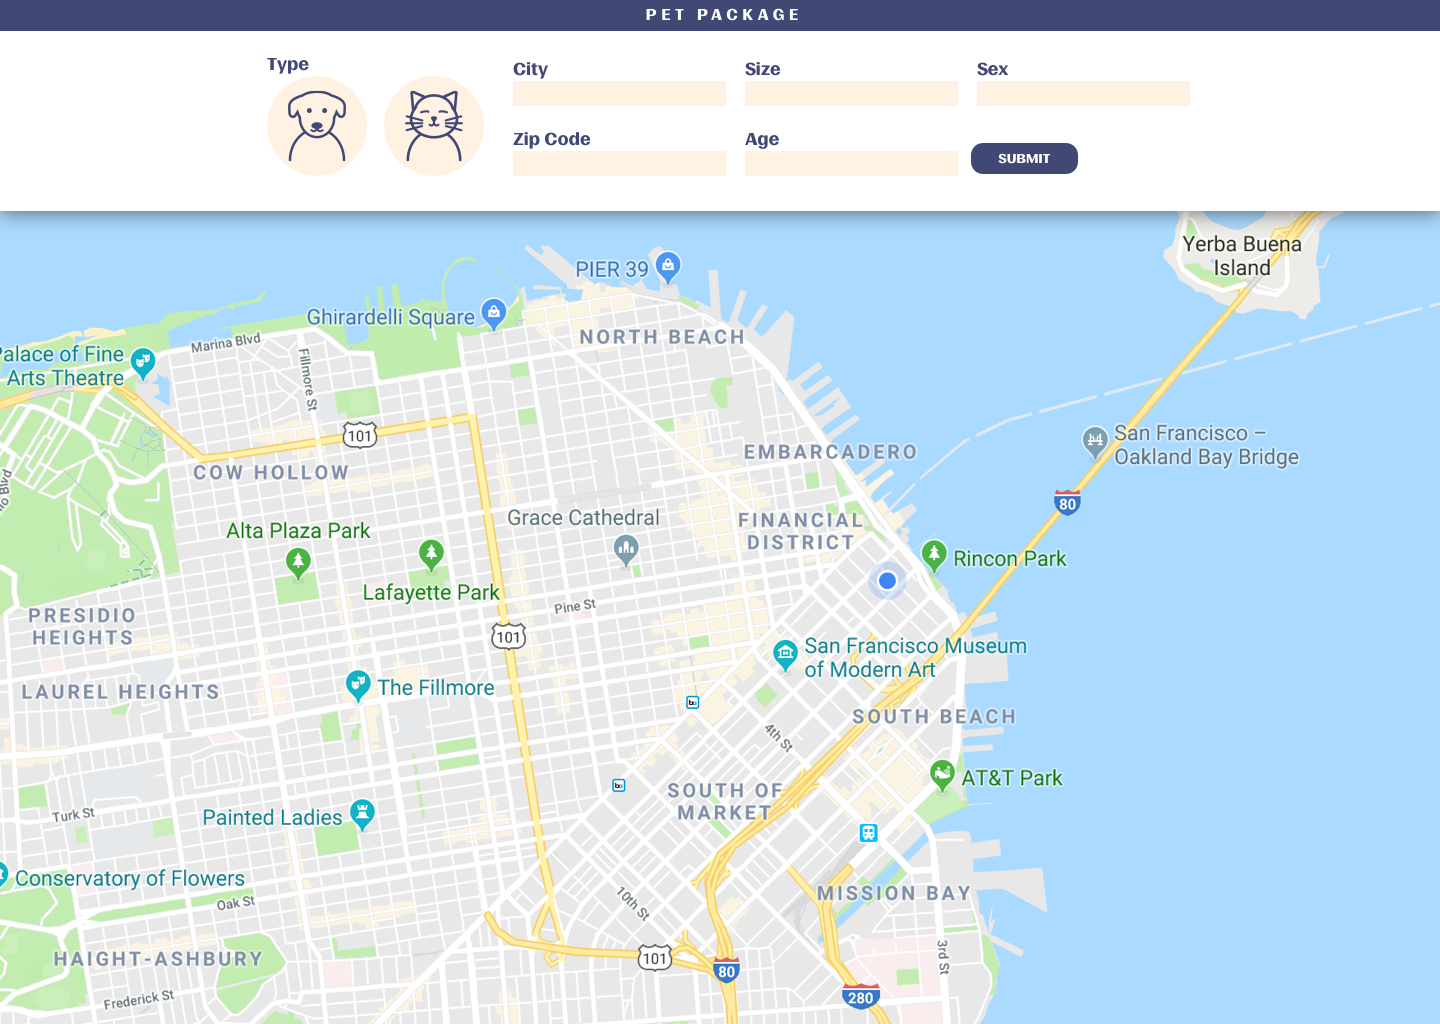 PET PACKAGE
Type
City
Size
Sex
Zip Code
Age
SUBMIT
Yerba Buena
Island
PIER 39
Ghirardelli Square
NORTH BEACH
Marina Blvd
Palace of Fine
Arts Theatre
Fillmore St
101
San Francisco –
Oakland Bay Bridge
EMBARCADERO
COW HOLLOW
80
Grace Cathedral
FINANCIAL
DISTRICT
Alta Plaza Park
Rincon Park
Lafayette Park
Pine St
PRESIDIO
HEIGHTS
101
San Francisco Museum
of Modern Art
LAUREL HEIGHTS
The Fillmore
SOUTH BEACH
4th St
AT&T Park
SOUTH OF
MARKET
Turk St
Painted Ladies
Conservatory of Flowers
MISSION BAY
Oak St
10th St
HAIGHT-ASHBURY
101
80
3rd St
Frederick St
280